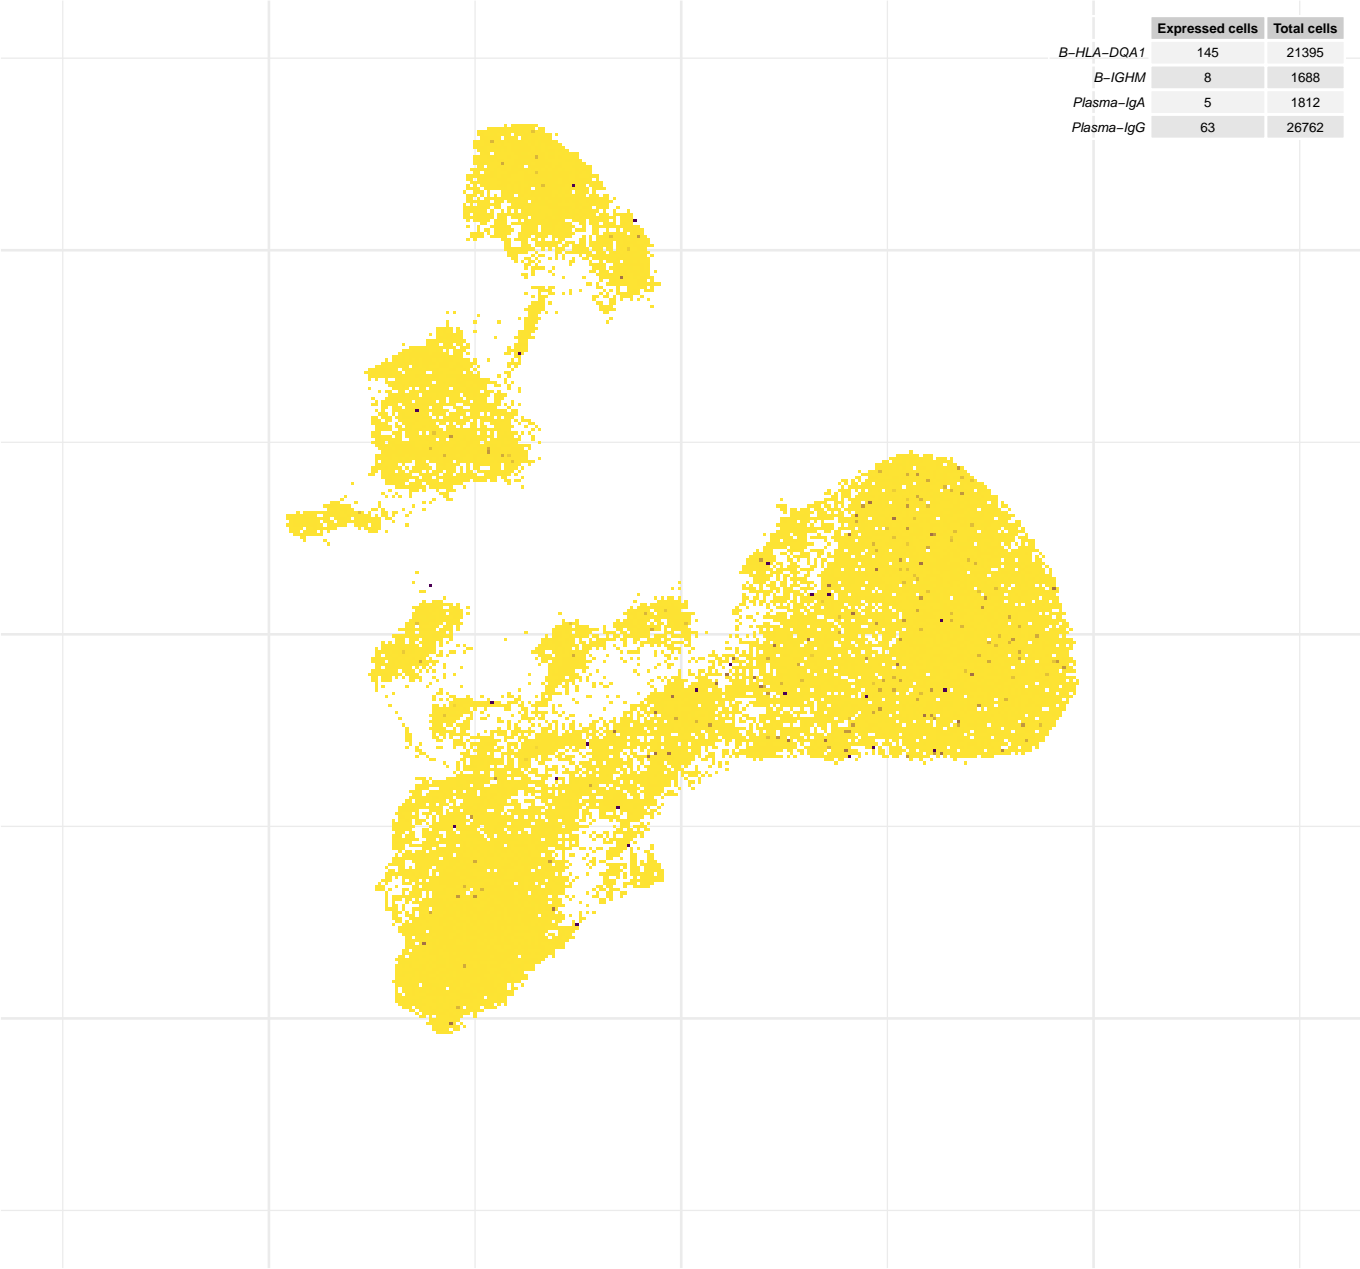 Expressed cells Total cells
B−HLA−DQA1 145 21395
B−IGHM 8 1688
Plasma−IgA 5 1812
Plasma−IgG 63 26762